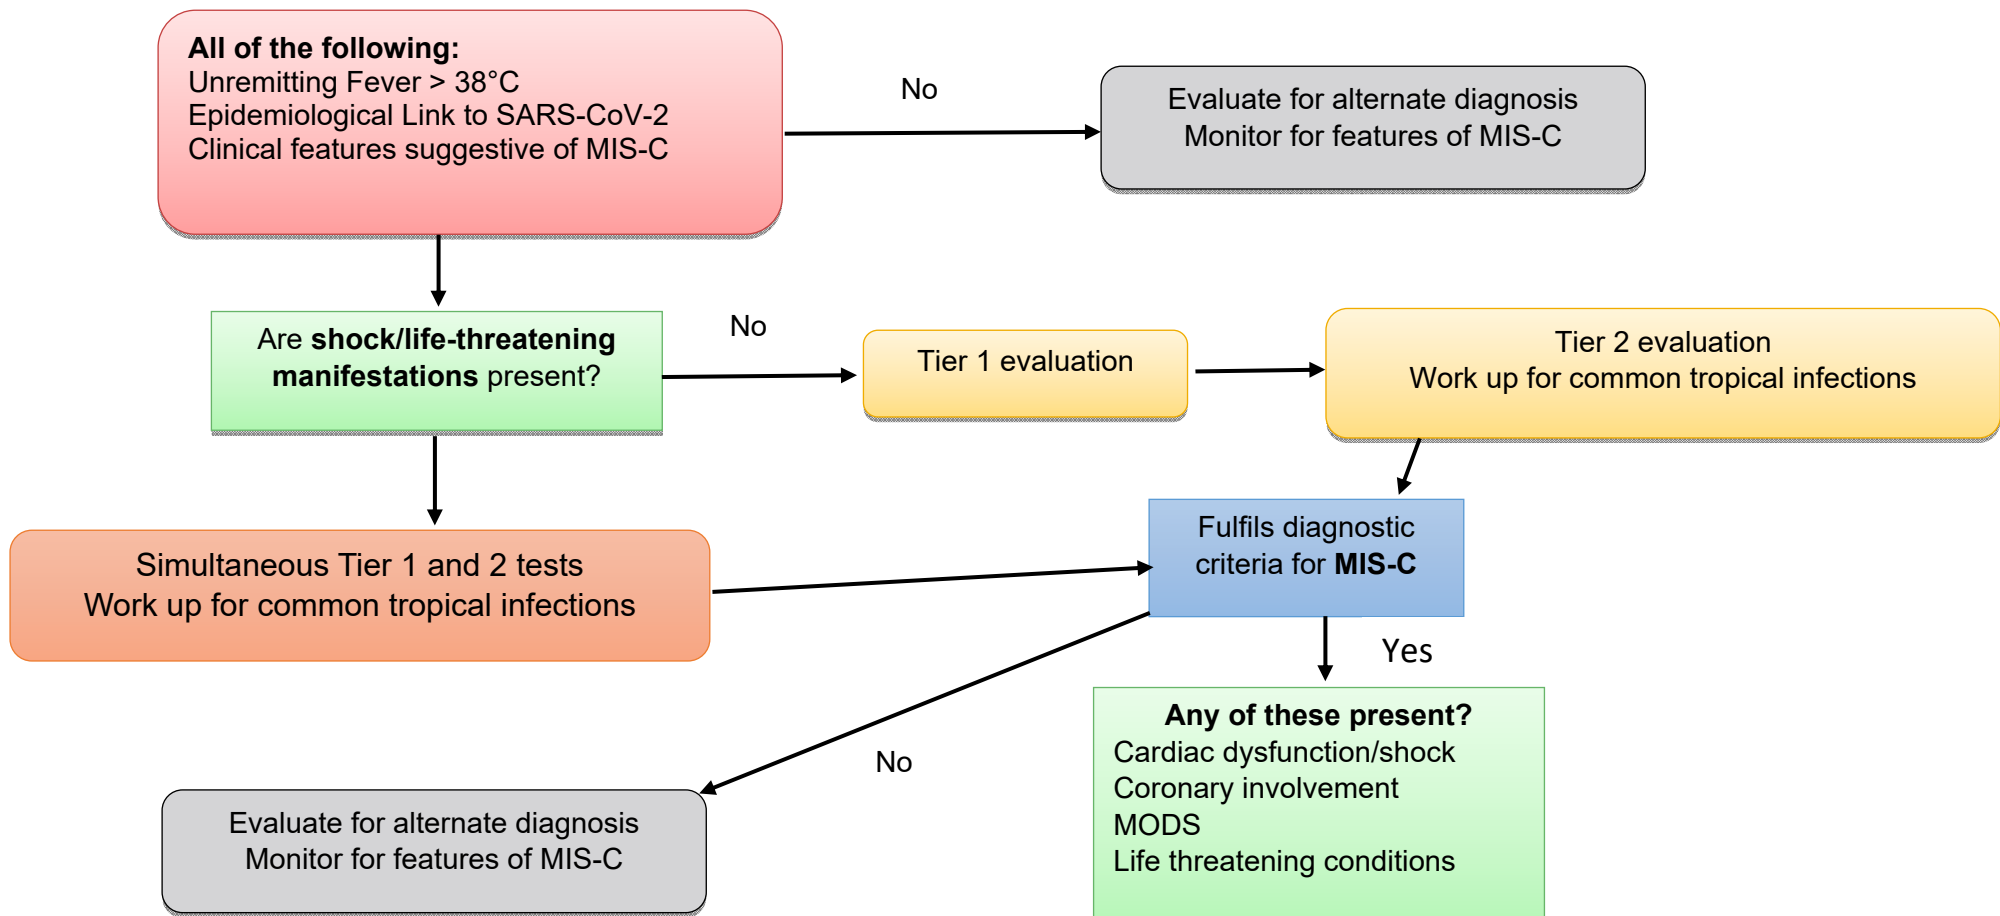 All of the following:
Unremitting Fever > 38°C
Epidemiological Link to SARS-CoV-2
Clinical features suggestive of MIS-C
No
Evaluate for alternate diagnosis
Monitor for features of MIS-C
Are shock/life-threatening
manifestations present?
No
Tier 1 evaluation
Tier 2 evaluation
Work up for common tropical infections
Simultaneous Tier 1 and 2 tests
Work up for common tropical infections
Fulfils diagnostic
criteria for MIS-C
Yes
No
Any of these present?
Cardiac dysfunction/shock
Coronary involvement
MODS
Life threatening conditions
Evaluate for alternate diagnosis
Monitor for features of MIS-C